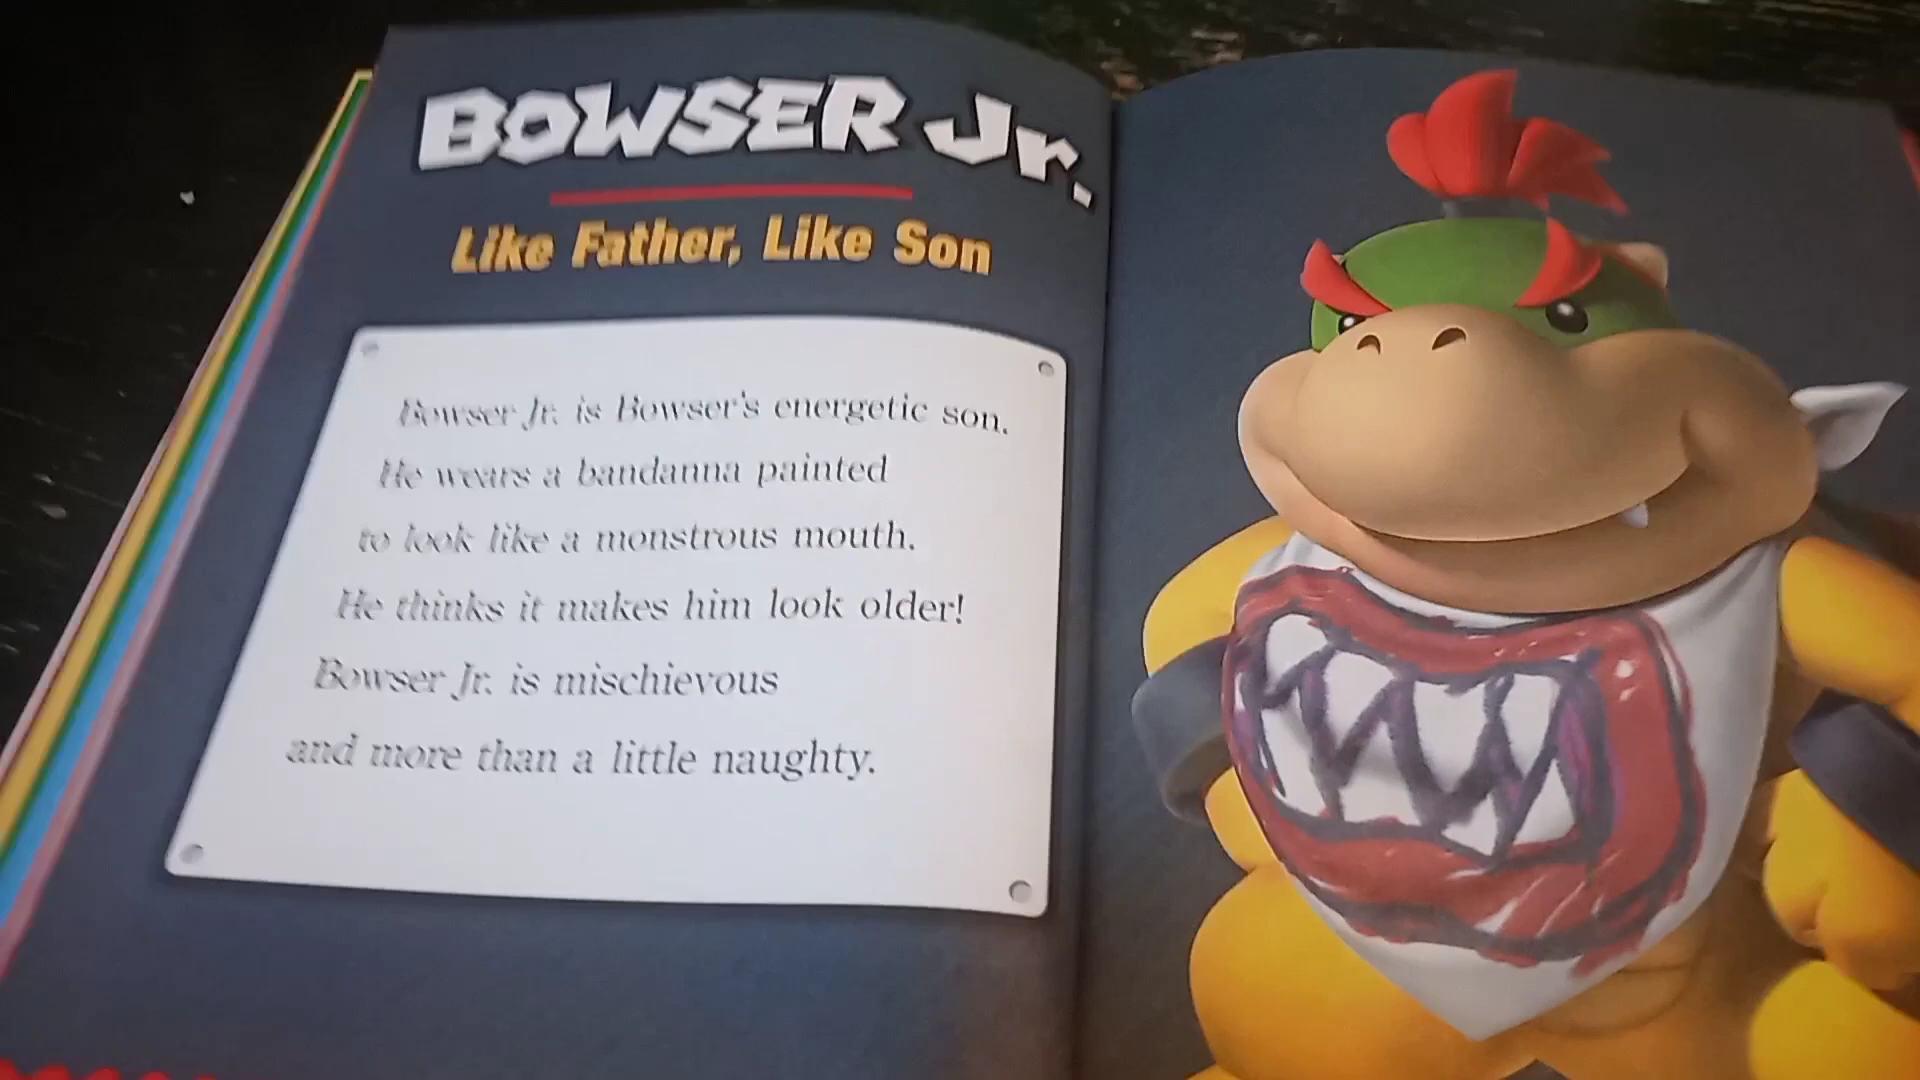 BOWSER Jr.
Like Father, Like Son
Bowser Jr. is Bowser's energetic son.
He wears a bandanna painted
to look like a monstrous mouth.
He thinks it makes him look older!
Bowser Jr. is mischievous
and more than a little naughty.